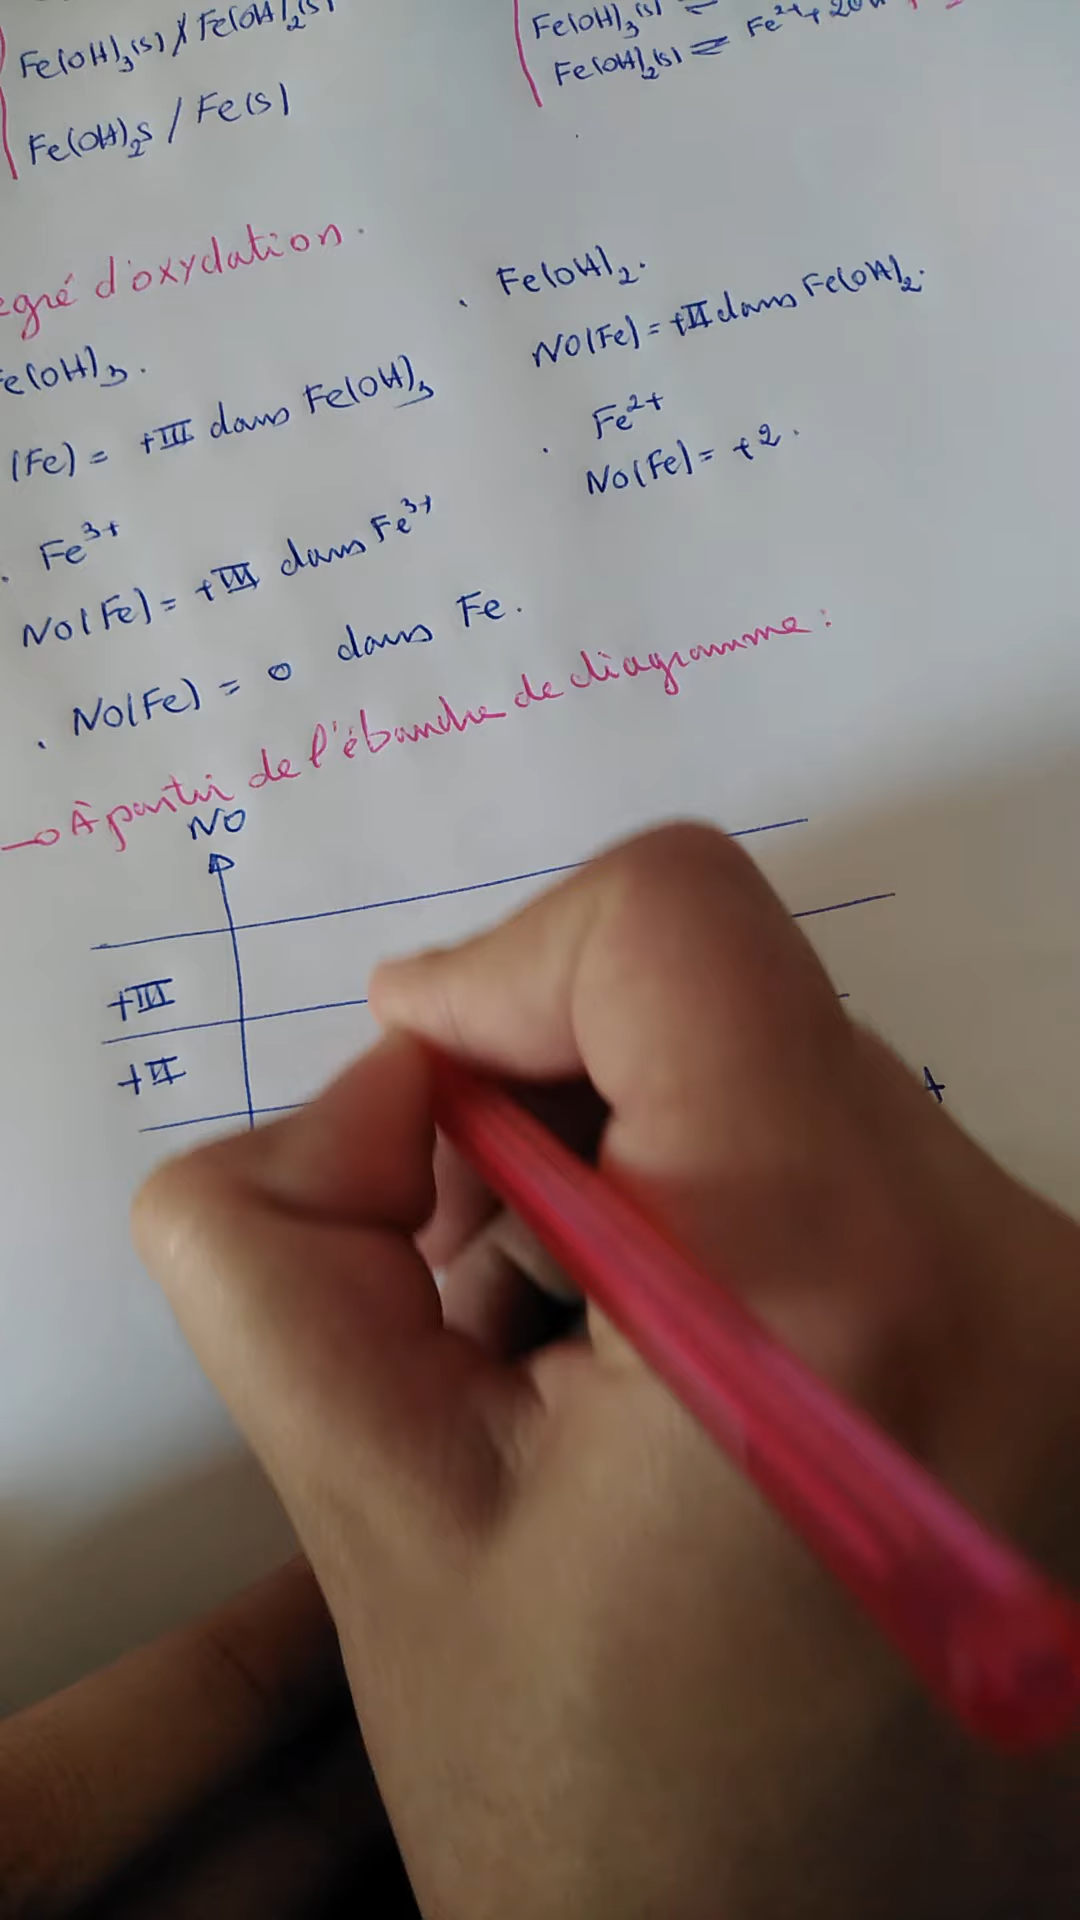 Fe(OH)₃(s) / Fe(OH)₂(s)
Fe(OH)₂s / Fe(s)
Fe(OH)₃(s) ⇌
Fe(OH)₂(s) ⇌ Fe²⁺ + 2OH
egré d'oxydation.
e(OH)₃.
(Fe) = +III dans Fe(OH)₃
. Fe³⁺
NO(Fe) = +III dans Fe³⁺
. NO(Fe) = 0 dans Fe.
. Fe(OH)₂.
NO(Fe) = +II dans Fe(OH)₂.
. Fe²⁺
NO(Fe) = +2.
→ À partir de l'ébauche de diagramme :
NO
+III
+II